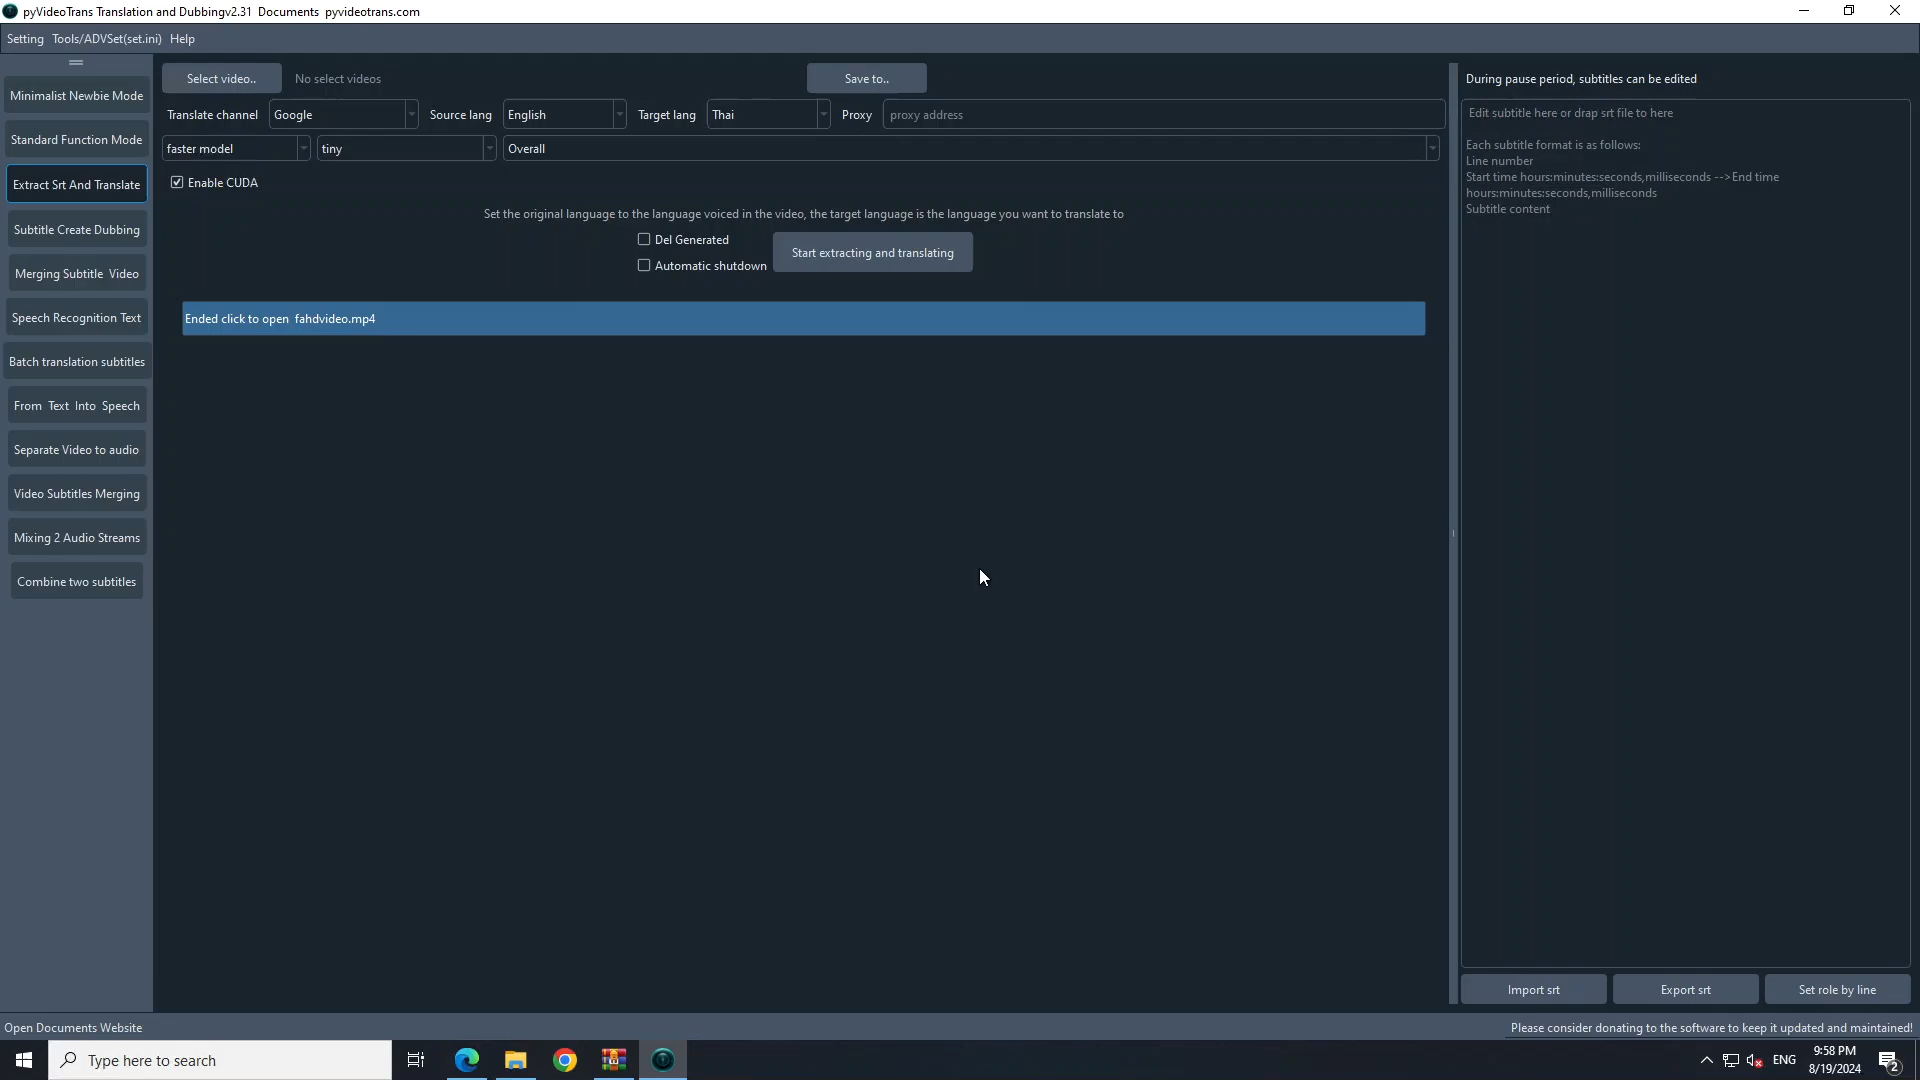 pyVideoTrans Translation and Dubbingv2.31  Documents  pyvideotrans.com
Setting  Tools/ADVSet(set.ini)  Help
Minimalist Newbie Mode
Standard Function Mode
Extract Srt And Translate
Subtitle Create Dubbing
Merging Subtitle  Video
Speech Recognition Text
Batch translation subtitles
From  Text  Into  Speech
Separate Video to audio
Video Subtitles Merging
Mixing 2 Audio Streams
Combine two subtitles
Select video..  No select videos  Save to..
Translate channel  Google  Source lang  English  Target lang  Thai  Proxy  proxy address
faster model  tiny  Overall
Enable CUDA
Set the original language to the language voiced in the video, the target language is the language you want to translate to
Del Generated
Automatic shutdown
Start extracting and translating
Ended click to open  fahdvideo.mp4
During pause period, subtitles can be edited
Edit subtitle here or drap srt file to here
Each subtitle format is as follows:
Line number
Start time hours:minutes:seconds,milliseconds -->End time
hours:minutes:seconds,milliseconds
Subtitle content
Import srt  Export srt  Set role by line
Open Documents Website
Please consider donating to the software to keep it updated and maintained!
Type here to search
ENG
9:58 PM
8/19/2024
2